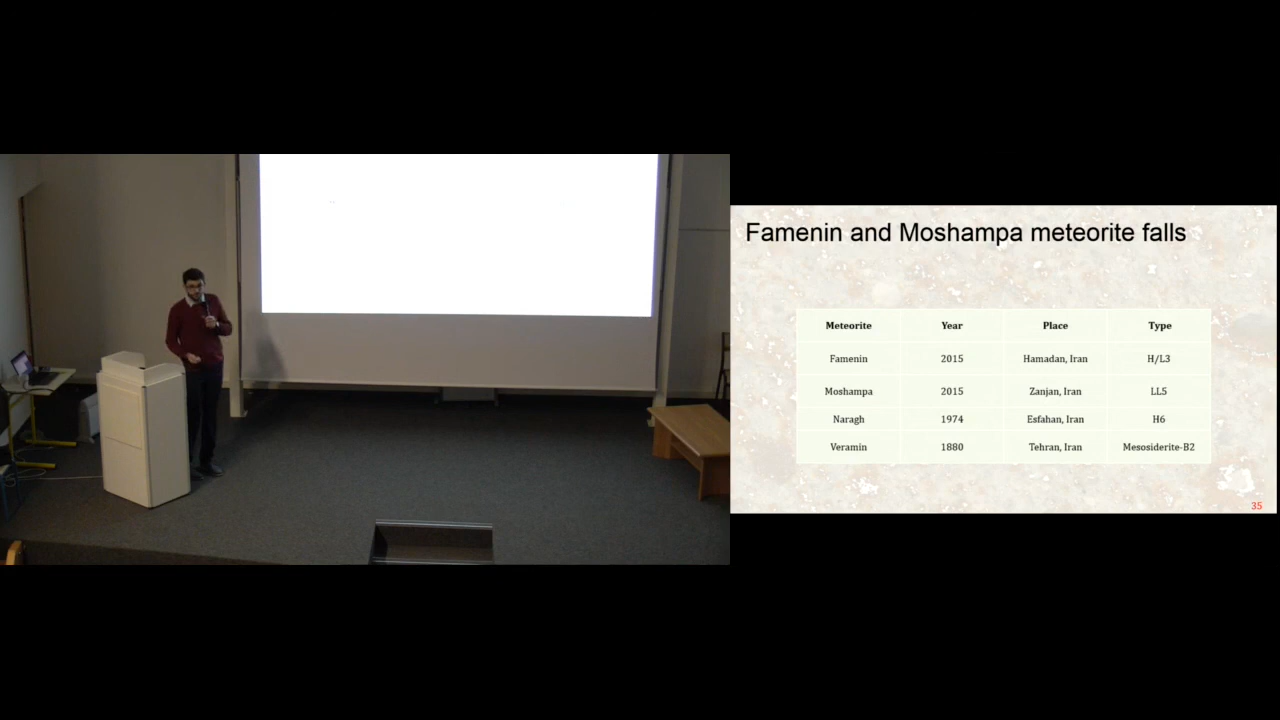 Famenin and Moshampa meteorite falls
Meteorite Year Place Type
Famenin 2015 Hamadan, Iran H/L3
Moshampa 2015 Zanjan, Iran LL5
Naragh 1974 Esfahan, Iran H6
Veramin 1880 Tehran, Iran Mesosiderite-B2
35